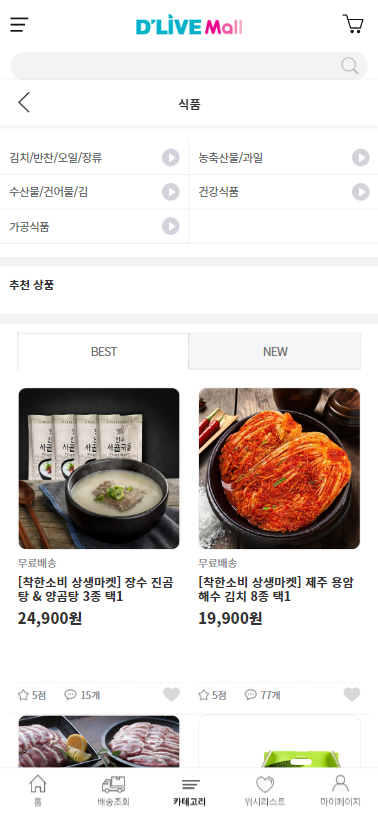 D'LIVE Mall
식품
김치/반찬/오일/장류
농축산물/과일
수산물/건어물/김
건강식품
가공식품
추천 상품
BEST
NEW
무료배송
[착한소비 상생마켓] 장수 진곰
탕 & 양곰탕 3종 택1
24,900원
무료배송
[착한소비 상생마켓] 제주 용암
해수 김치 8종 택1
19,900원
5점
15개
5점
77개
홈
배송조회
카테고리
위시리스트
마이페이지